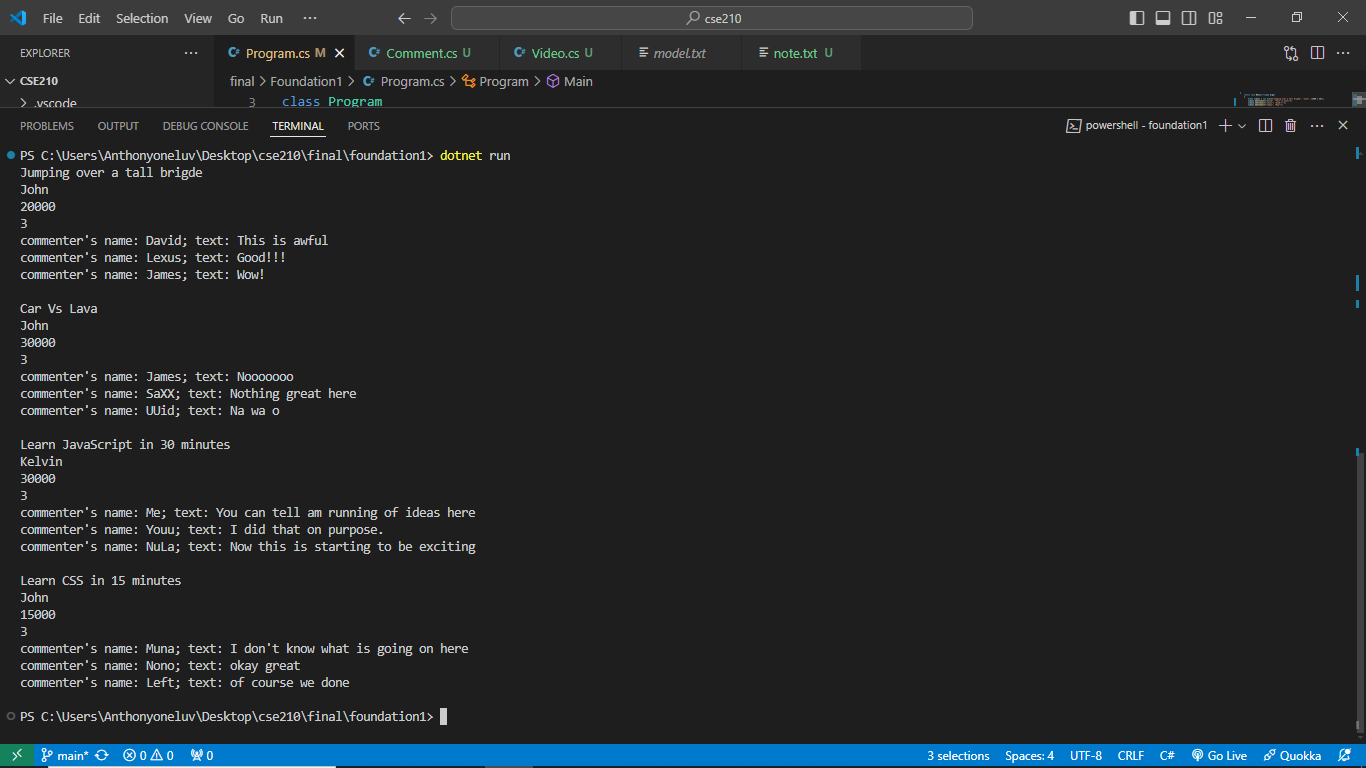 File Edit Selection View Go Run ··· cse210
EXPLORER ··· Program.cs M Comment.cs U Video.cs U model.txt note.txt U ···
CSE210 final > Foundation1 > Program.cs > Program > Main
.vscode 3 class Program
PROBLEMS OUTPUT DEBUG CONSOLE TERMINAL PORTS powershell - foundation1 ···
PS C:\Users\Anthonyoneluv\Desktop\cse210\final\foundation1> dotnet run
Jumping over a tall brigde
John
20000
3
commenter's name: David; text: This is awful
commenter's name: Lexus; text: Good!!!
commenter's name: James; text: Wow!
Car Vs Lava
John
30000
3
commenter's name: James; text: Nooooooo
commenter's name: SaXX; text: Nothing great here
commenter's name: UUid; text: Na wa o
Learn JavaScript in 30 minutes
Kelvin
30000
3
commenter's name: Me; text: You can tell am running of ideas here
commenter's name: Youu; text: I did that on purpose.
commenter's name: NuLa; text: Now this is starting to be exciting
Learn CSS in 15 minutes
John
15000
3
commenter's name: Muna; text: I don't know what is going on here
commenter's name: Nono; text: okay great
commenter's name: Left; text: of course we done
PS C:\Users\Anthonyoneluv\Desktop\cse210\final\foundation1>
main* 0 0 0 3 selections Spaces: 4 UTF-8 CRLF C# Go Live Quokka